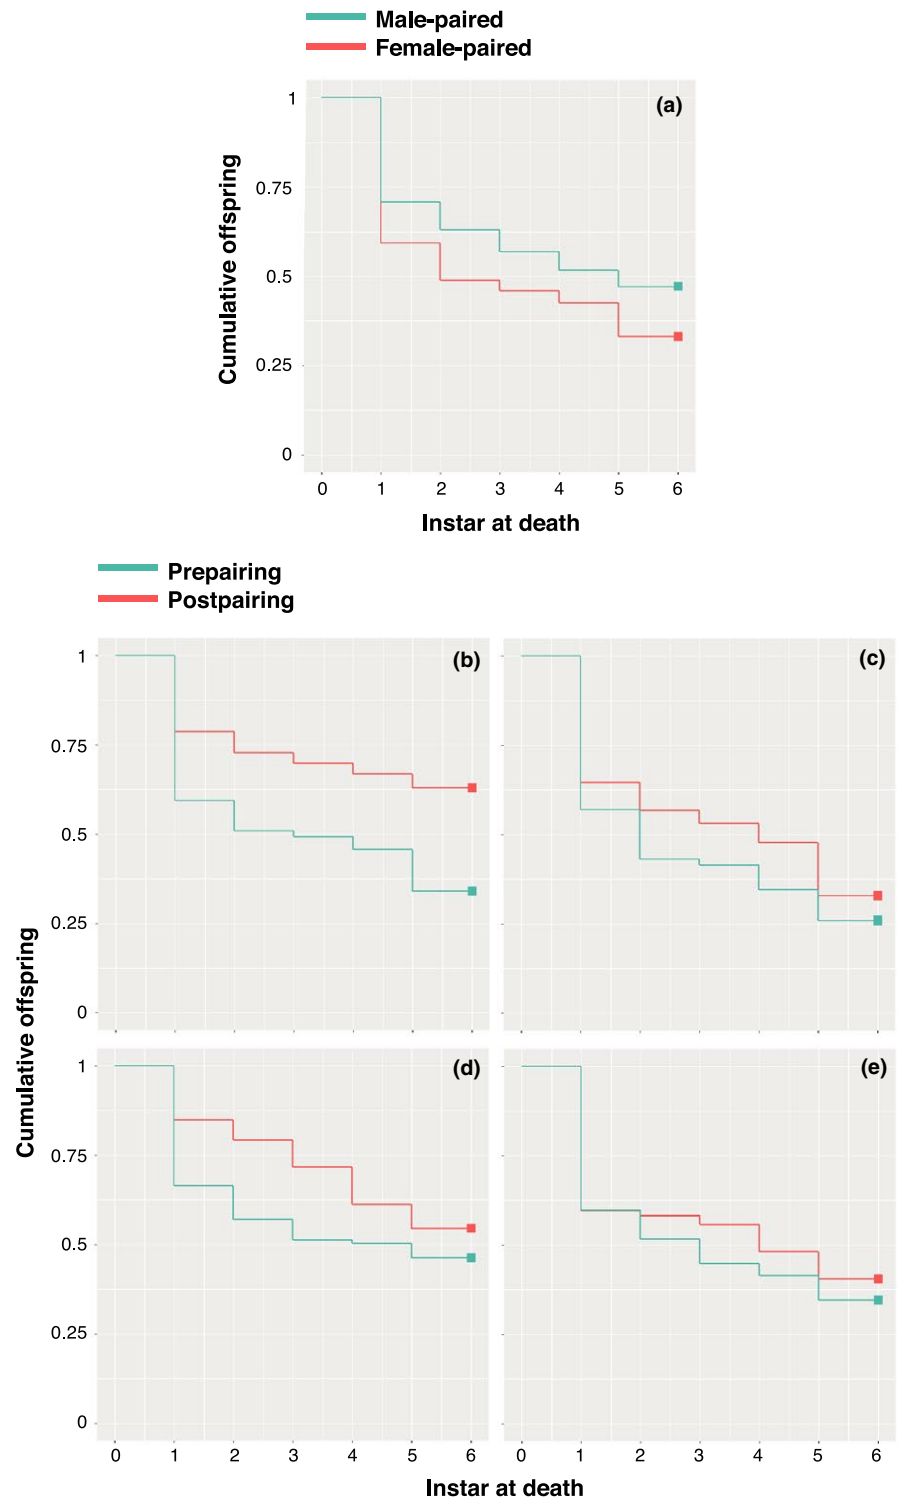 Male-paired
Female-paired
(a)
1
0.75
0.5
0.25
0
Cumulative offspring
0 1 2 3 4 5 6
Instar at death
Prepairing
Postpairing
(b)
(c)
1
0.75
0.5
0.25
0
Cumulative offspring
(d)
(e)
1
0.75
0.5
0.25
0
0 1 2 3 4 5 6
0 1 2 3 4 5 6
Instar at death